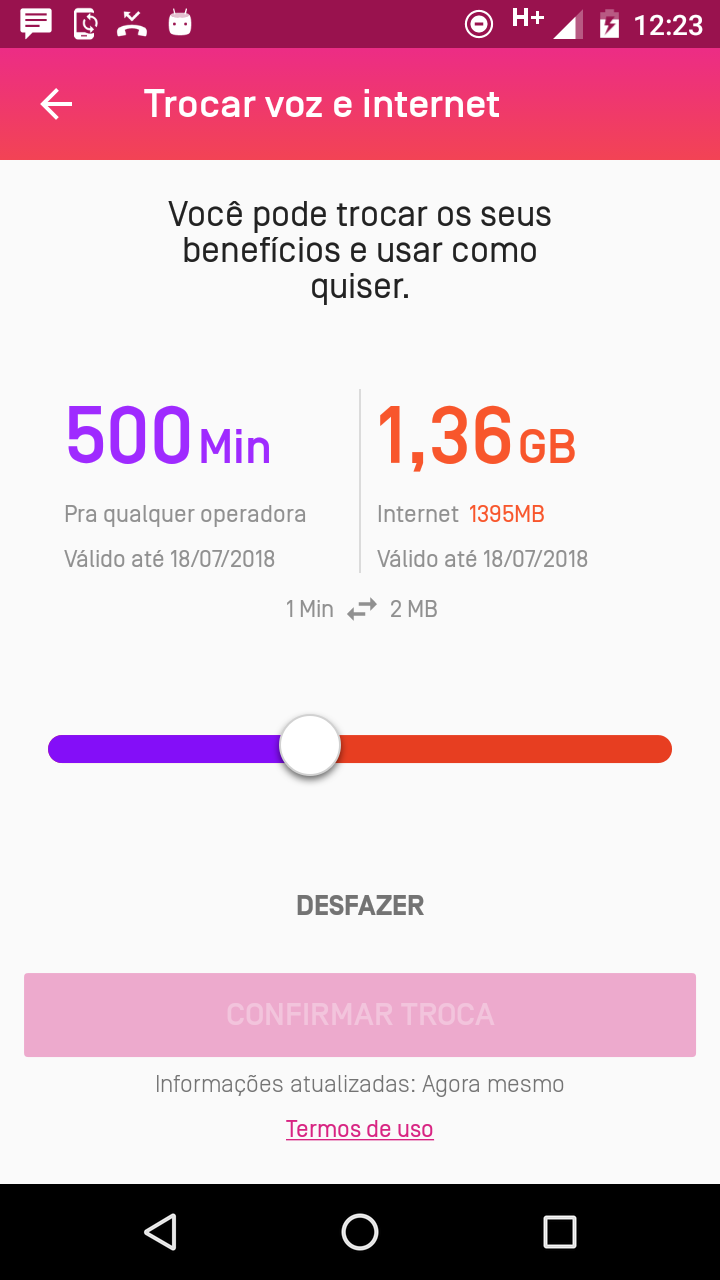 H+ 12:23
Trocar voz e internet
Você pode trocar os seus
benefícios e usar como
quiser.
500 Min
Pra qualquer operadora
Válido até 18/07/2018
1,36 GB
Internet 1395MB
Válido até 18/07/2018
1 Min 2 MB
DESFAZER
CONFIRMAR TROCA
Informações atualizadas: Agora mesmo
Termos de uso